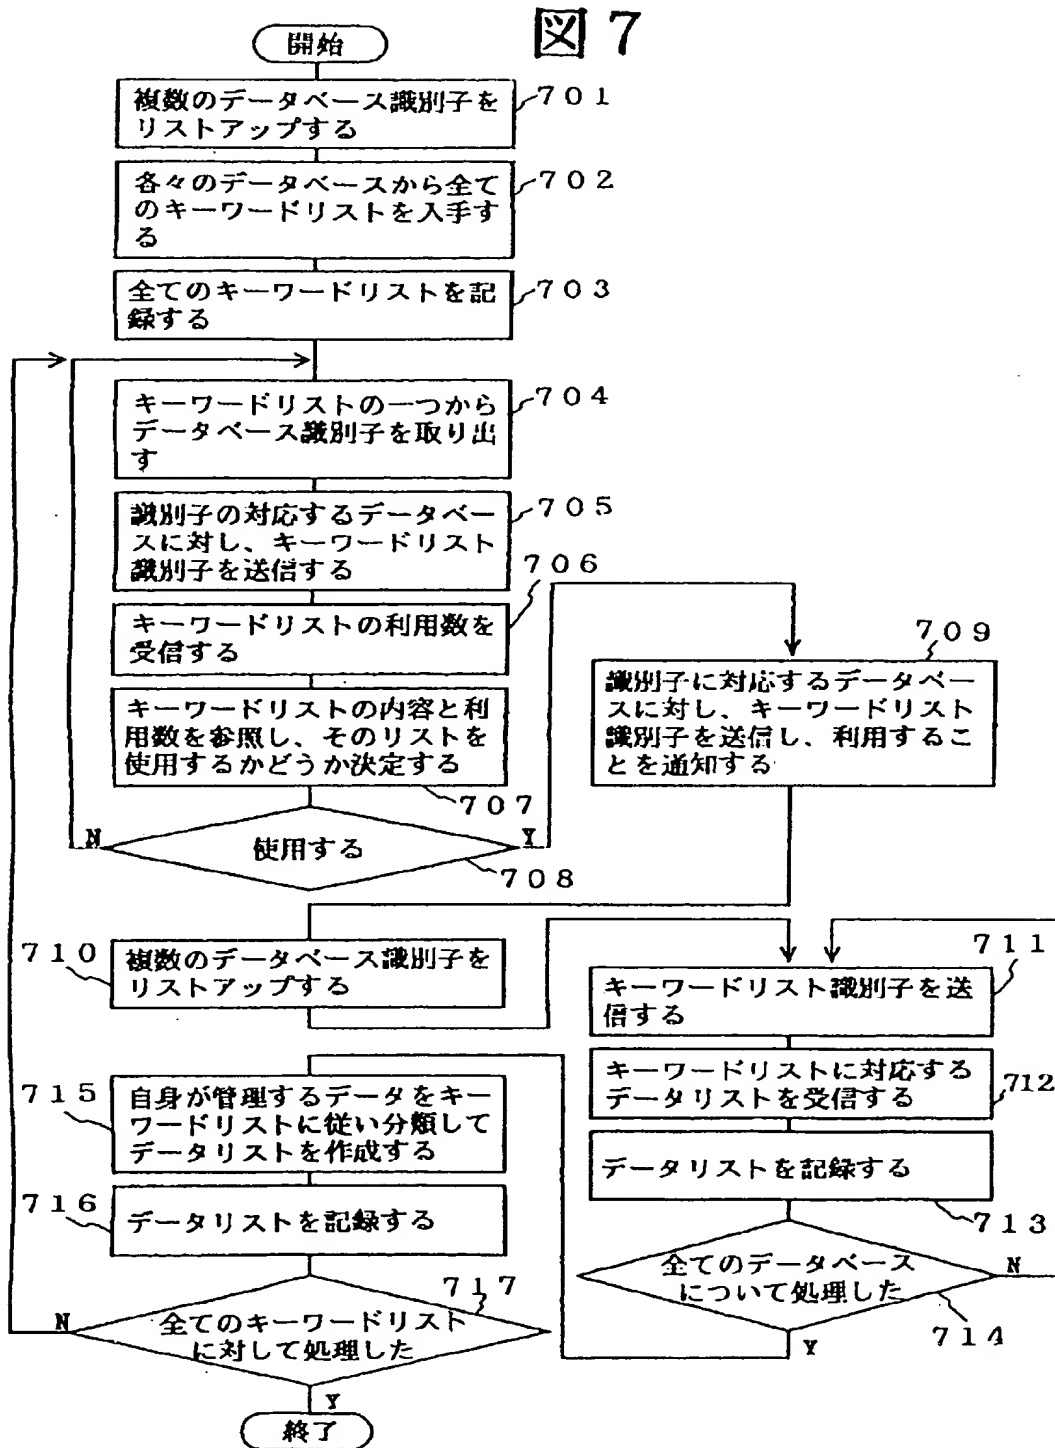 図 7
開始
複数のデータベース識別子を
リストアップする
701
各々のデータベースから全て
のキーワードリストを入手す
る
702
全てのキーワードリストを記
録する
703
キーワードリストの一つから
データベース識別子を取り出
す
704
識別子の対応するデータベー
スに対し、キーワードリスト
識別子を送信する
705
キーワードリストの利用数を
受信する
706
キーワードリストの内容と利
用数を参照し、そのリストを
使用するかどうか決定する
707
N
使用する
Y
708
709
識別子に対応するデータベー
スに対し、キーワードリスト
識別子を送信し、利用するこ
とを通知する
710
複数のデータベース識別子を
リストアップする
711
キーワードリスト識別子を送
信する
キーワードリストに対応する
データリストを受信する
712
データリストを記録する
713
全てのデータベース
について処理した
N
714
Y
715
自身が管理するデータをキー
ワードリストに従い分類して
データリストを作成する
716
データリストを記録する
717
N
全てのキーワードリスト
に対して処理した
Y
終了